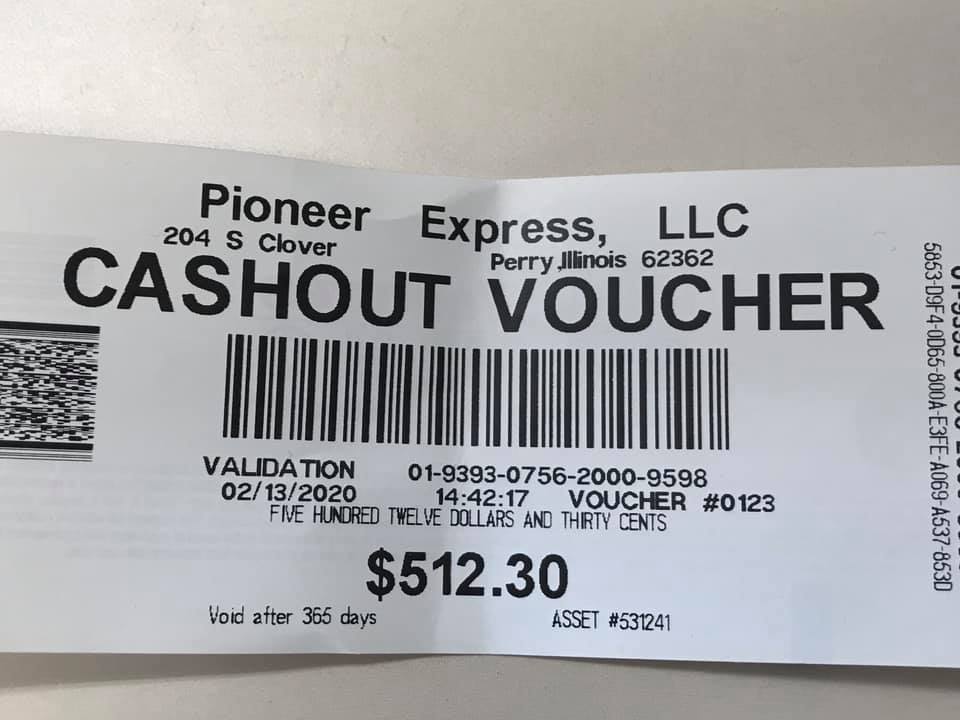 Pioneer Express, LLC
204 S Clover Perry,Illinois 62362
CASHOUT VOUCHER
VALIDATION 01-9393-0756-2000-9598
02/13/2020 14:42:17 VOUCHER #0123
FIVE HUNDRED TWELVE DOLLARS AND THIRTY CENTS
$512.30
Void after 365 days ASSET #531241
5853-D9F4-0D65-800A-E3FE-A069-A537-853D